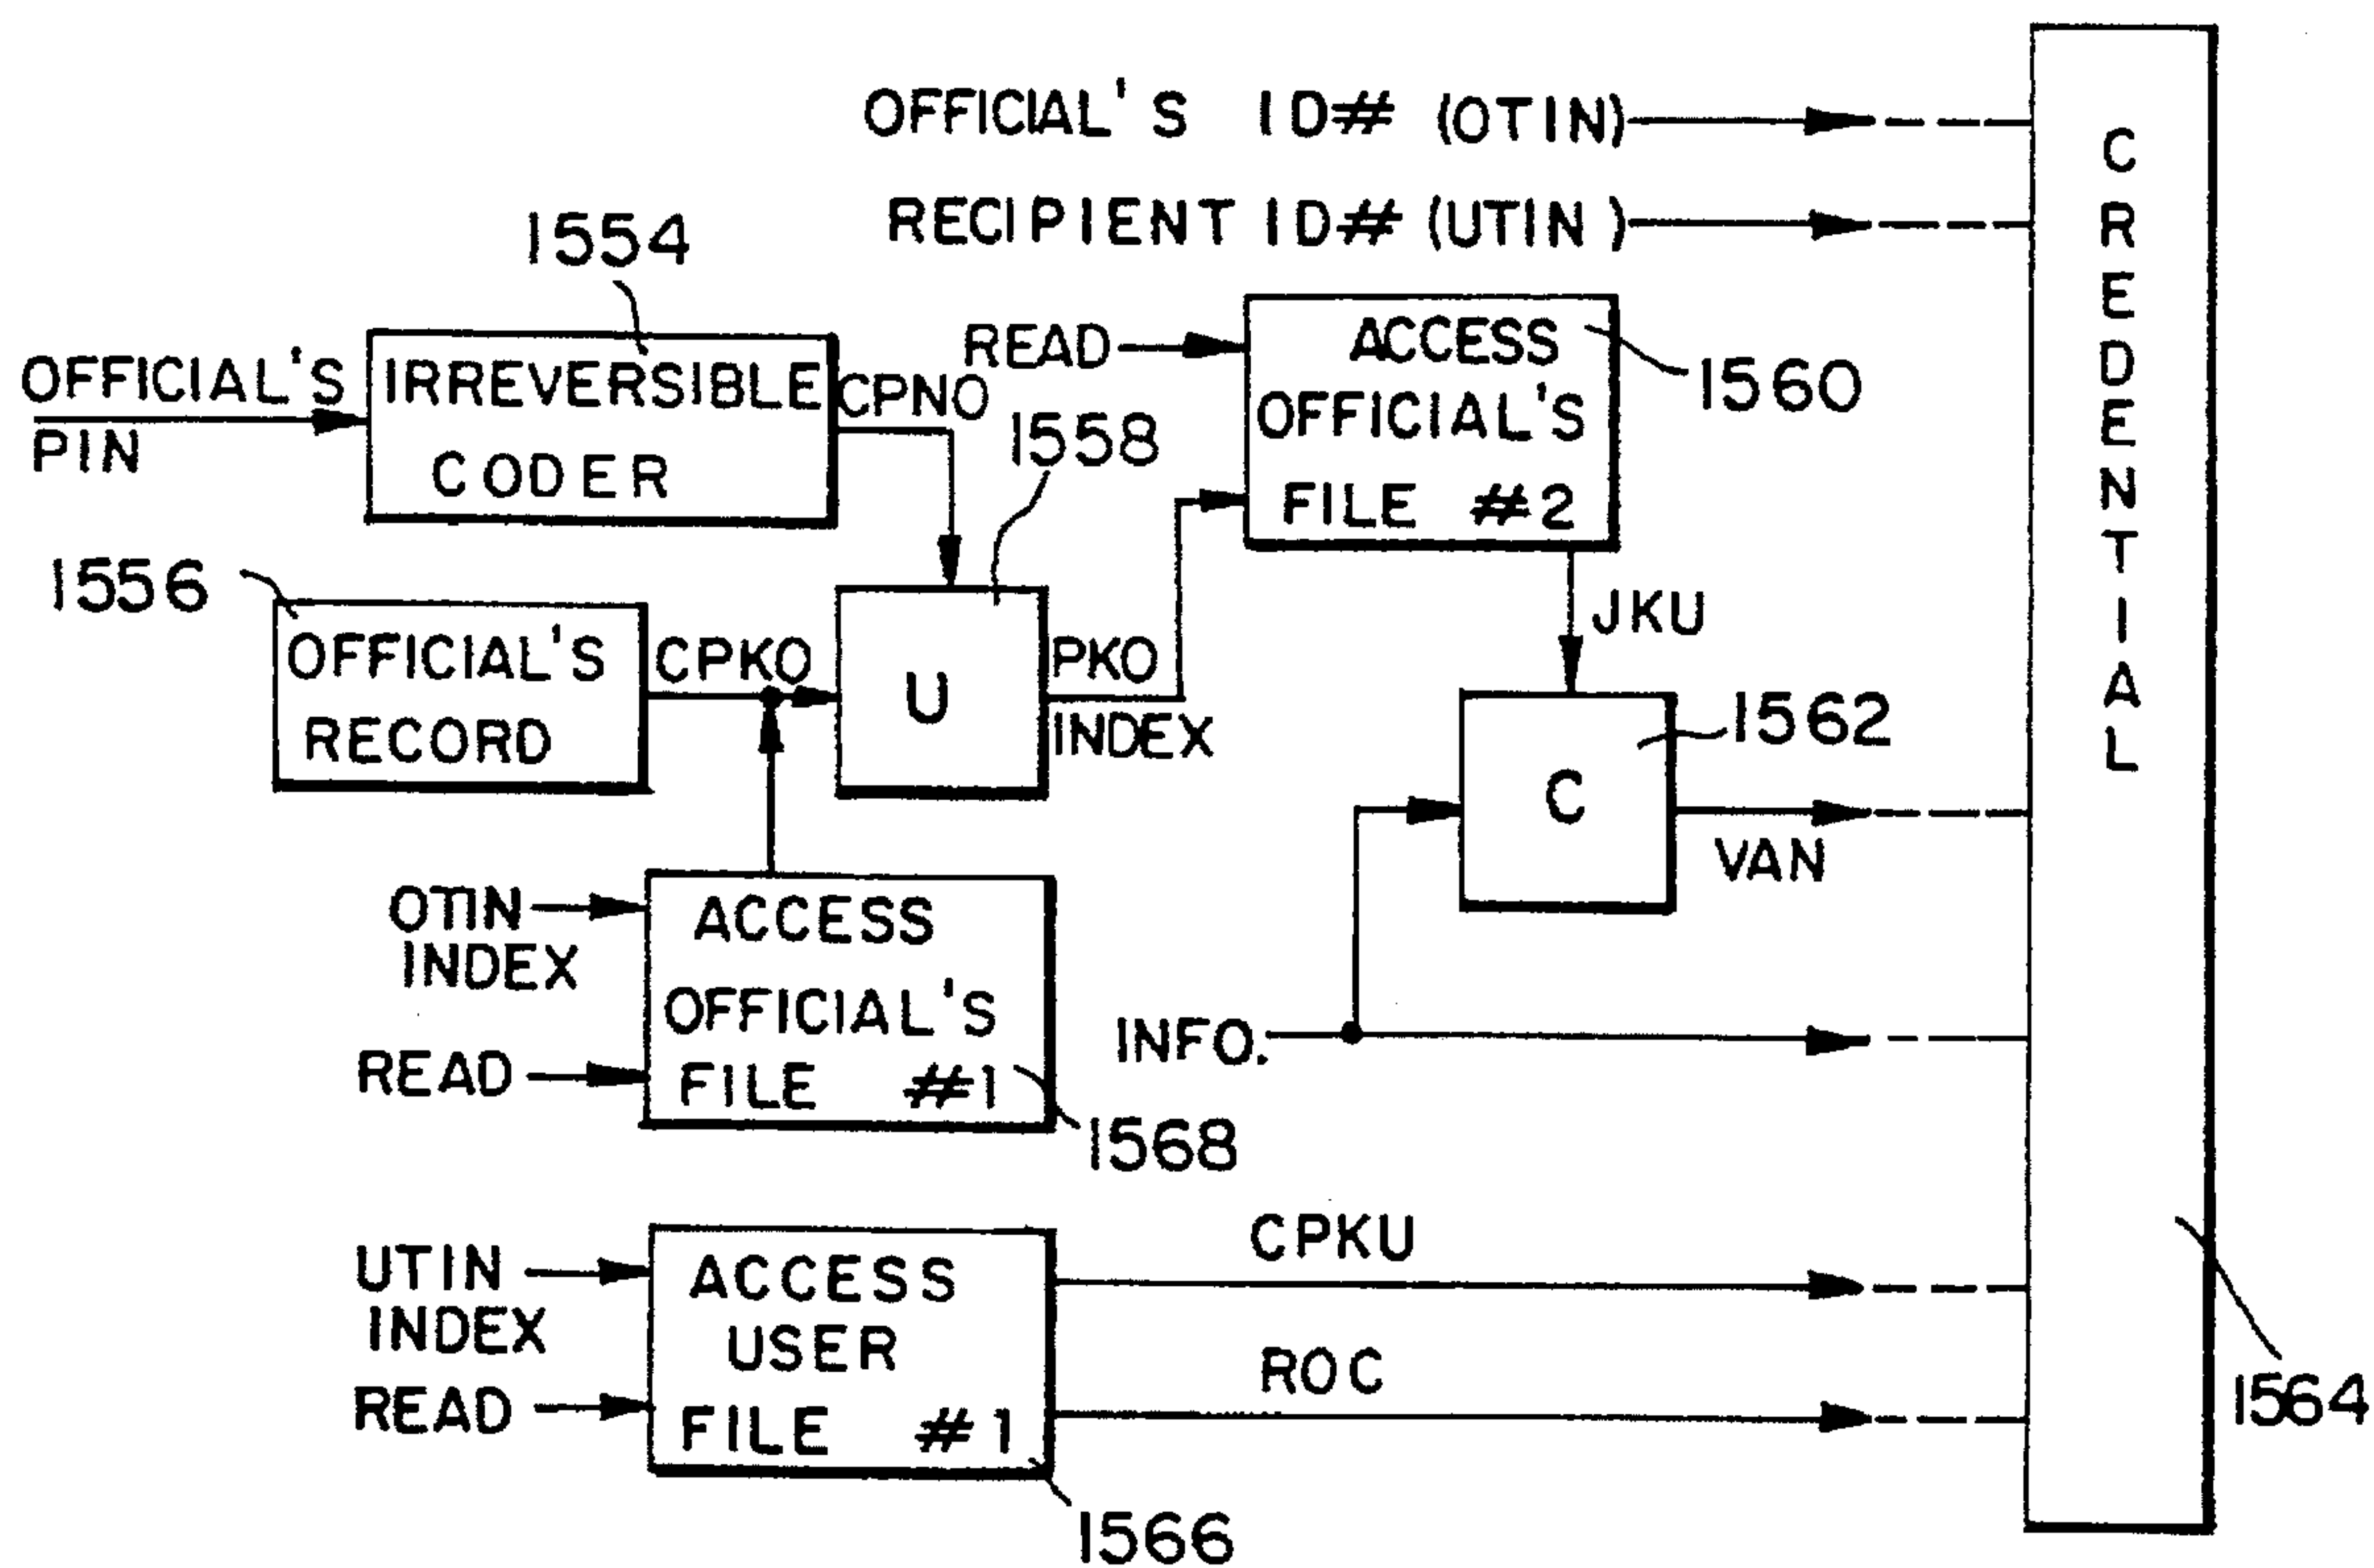 OFFICIAL'S ID# (OTIN)
RECIPIENT ID# (UTIN )
CREDENTIAL
1554
OFFICIAL'S
PIN
IRREVERSIBLE
CODER
CPNO
READ
ACCESS
OFFICIAL'S
FILE #2
1560
1558
1556
OFFICIAL'S
RECORD
CPKO
U
PKO
INDEX
JKU
C
1562
VAN
OTIN
INDEX
READ
ACCESS
OFFICIAL'S
FILE #1
1568
INFO.
UTIN
INDEX
READ
ACCESS
USER
FILE #1
1566
CPKU
ROC
1564